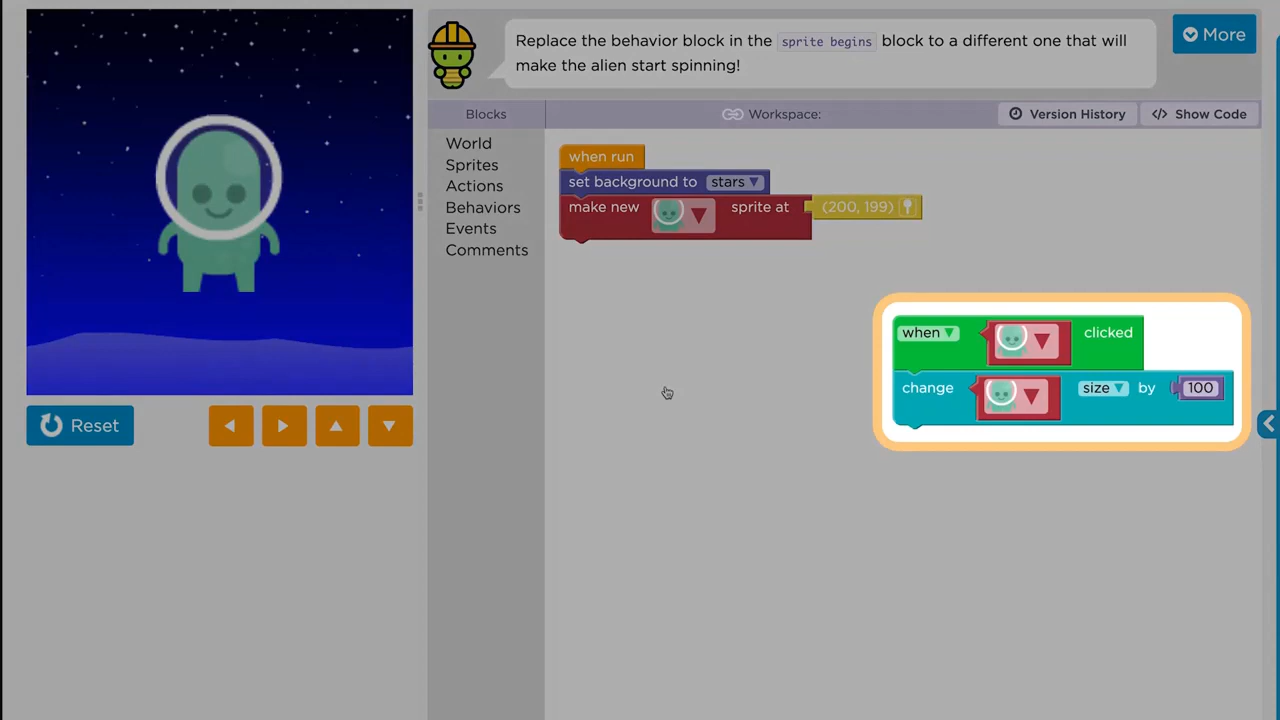 Replace the behavior block in the sprite begins block to a different one that will
make the alien start spinning!
More
Blocks
Workspace:
Version History
</> Show Code
World
Sprites
Actions
Behaviors
Events
Comments
when run
set background to stars
make new sprite at (200, 199)
when clicked
change size by 100
Reset